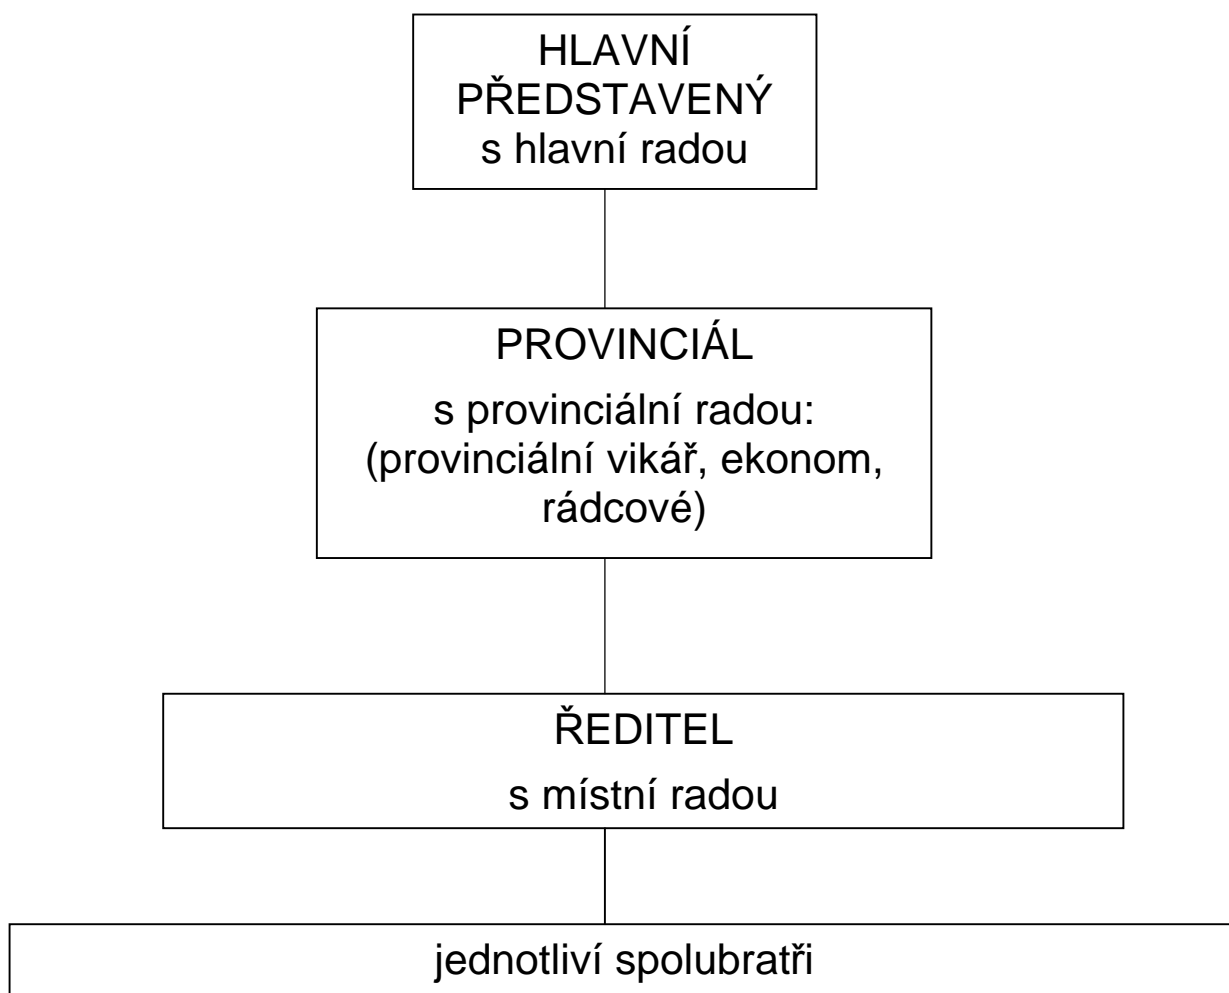 HLAVNÍ
PŘEDSTAVENÝ
s hlavní radou
PROVINCIÁL
s provinciální radou:
(provinciální vikář, ekonom,
rádcové)
ŘEDITEL
s místní radou
jednotliví spolubratři